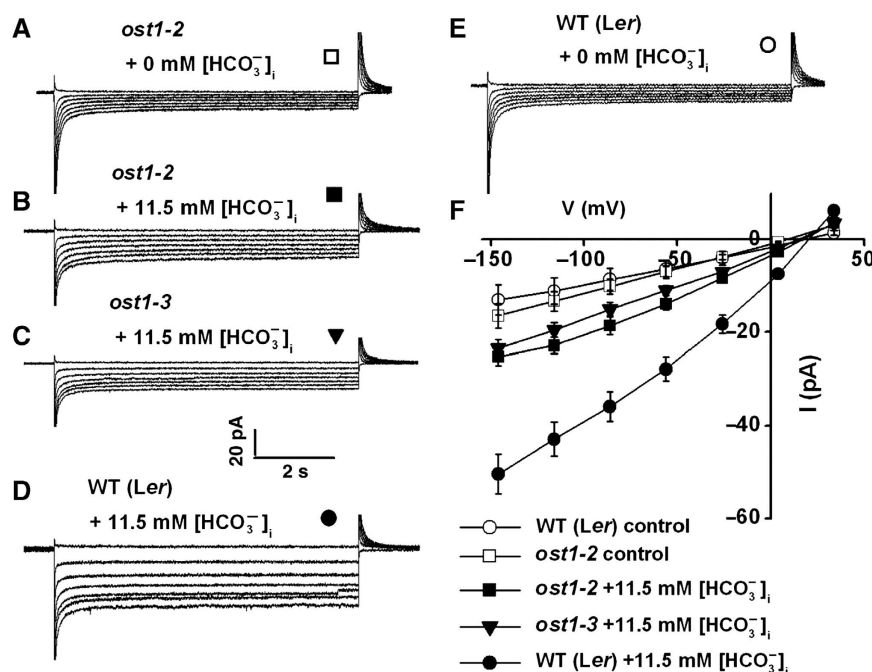 A
ost1-2
+ 0 mM [HCO₃⁻]ᵢ
B
ost1-2
+ 11.5 mM [HCO₃⁻]ᵢ
C
ost1-3
+ 11.5 mM [HCO₃⁻]ᵢ
20 pA
2 s
D
WT (Ler)
+ 11.5 mM [HCO₃⁻]ᵢ
E
WT (Ler)
+ 0 mM [HCO₃⁻]ᵢ
F
V (mV)
−150
−100
−50
0
50
−20
−40
−60
I (pA)
WT (Ler) control
ost1-2 control
ost1-2 +11.5 mM [HCO₃⁻]ᵢ
ost1-3 +11.5 mM [HCO₃⁻]ᵢ
WT (Ler) +11.5 mM [HCO₃⁻]ᵢ